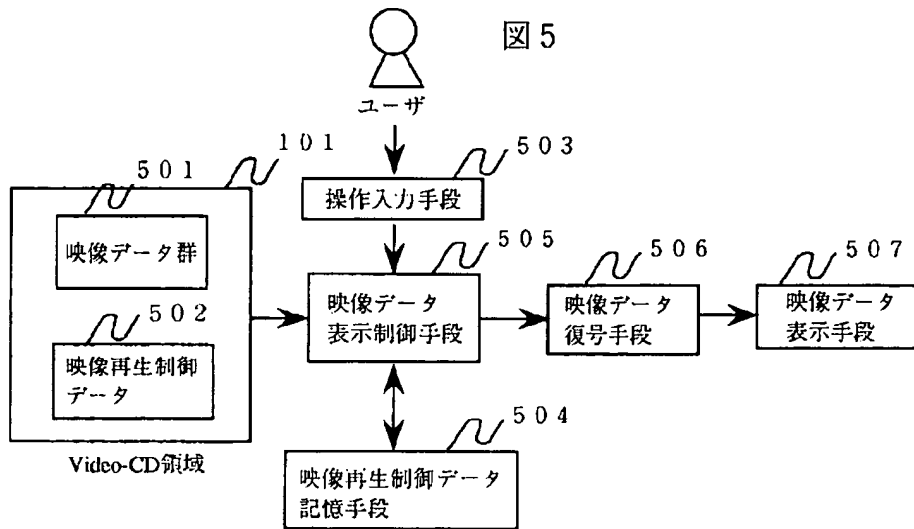 図5
ユーザ
101
501
503
操作入力手段
映像データ群
505
506
507
502
映像データ
表示制御手段
映像データ
復号手段
映像データ
表示手段
映像再生制御
データ
504
Video-CD領域
映像再生制御データ
記憶手段